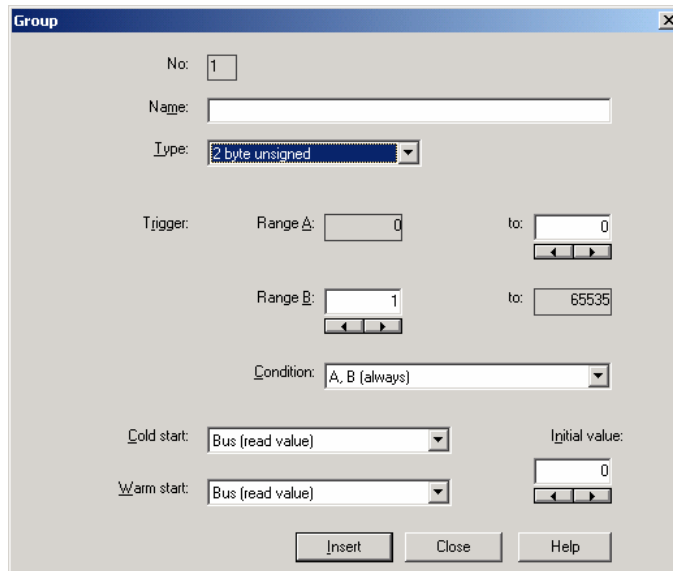 Group
No: 1
Name:
Type: 2 byte unsigned
Trigger: Range A: 0 to: 0
Range B: 1 to: 65535
Condition: A, B (always)
Cold start: Bus (read value) Initial value:
0
Warm start: Bus (read value)
Insert Close Help